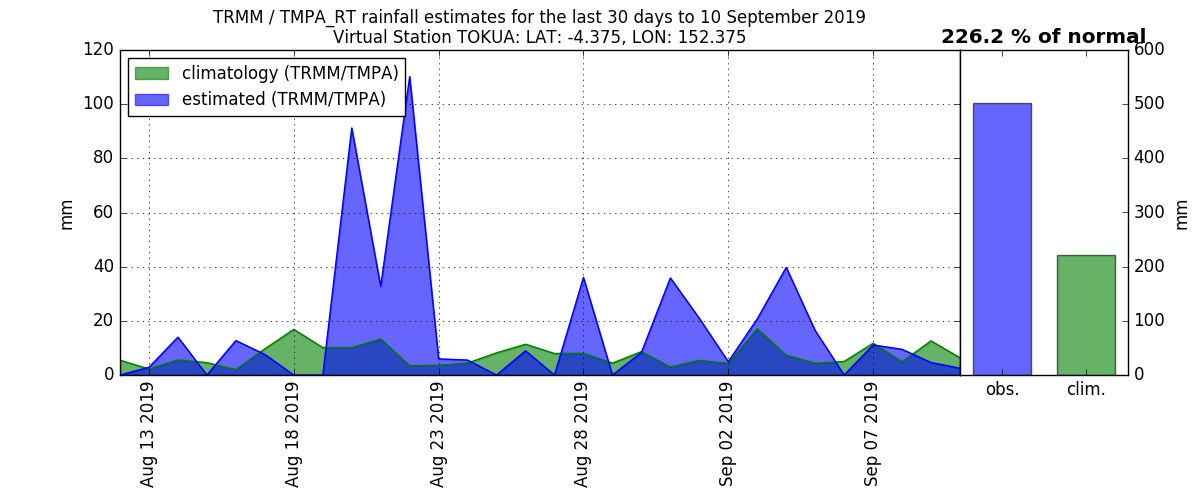 TRMM / TMPA_RT rainfall estimates for the last 30 days to 10 September 2019
Virtual Station TOKUA: LAT: -4.375, LON: 152.375
226.2 % of normal
climatology (TRMM/TMPA)
estimated (TRMM/TMPA)
120
100
80
60
40
20
0
mm
Aug 13 2019
Aug 18 2019
Aug 23 2019
Aug 28 2019
Sep 02 2019
Sep 07 2019
600
500
400
300
200
100
0
mm
obs.
clim.